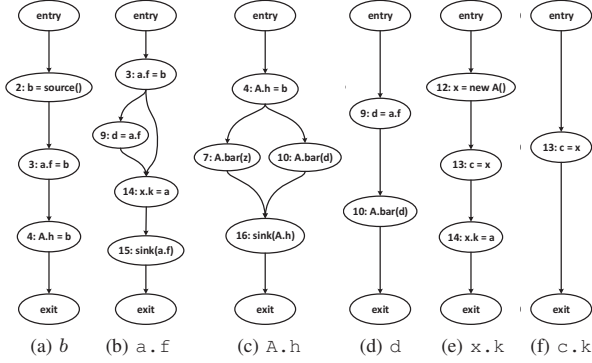 entry
2: b = source()
3: a.f = b
4: A.h = b
exit
(a) b
entry
3: a.f = b
9: d = a.f
14: x.k = a
15: sink(a.f)
exit
(b) a.f
entry
4: A.h = b
7: A.bar(z)
10: A.bar(d)
16: sink(A.h)
exit
(c) A.h
entry
9: d = a.f
10: A.bar(d)
exit
(d) d
entry
12: x = new A()
13: c = x
14: x.k = a
exit
(e) x.k
entry
13: c = x
exit
(f) c.k